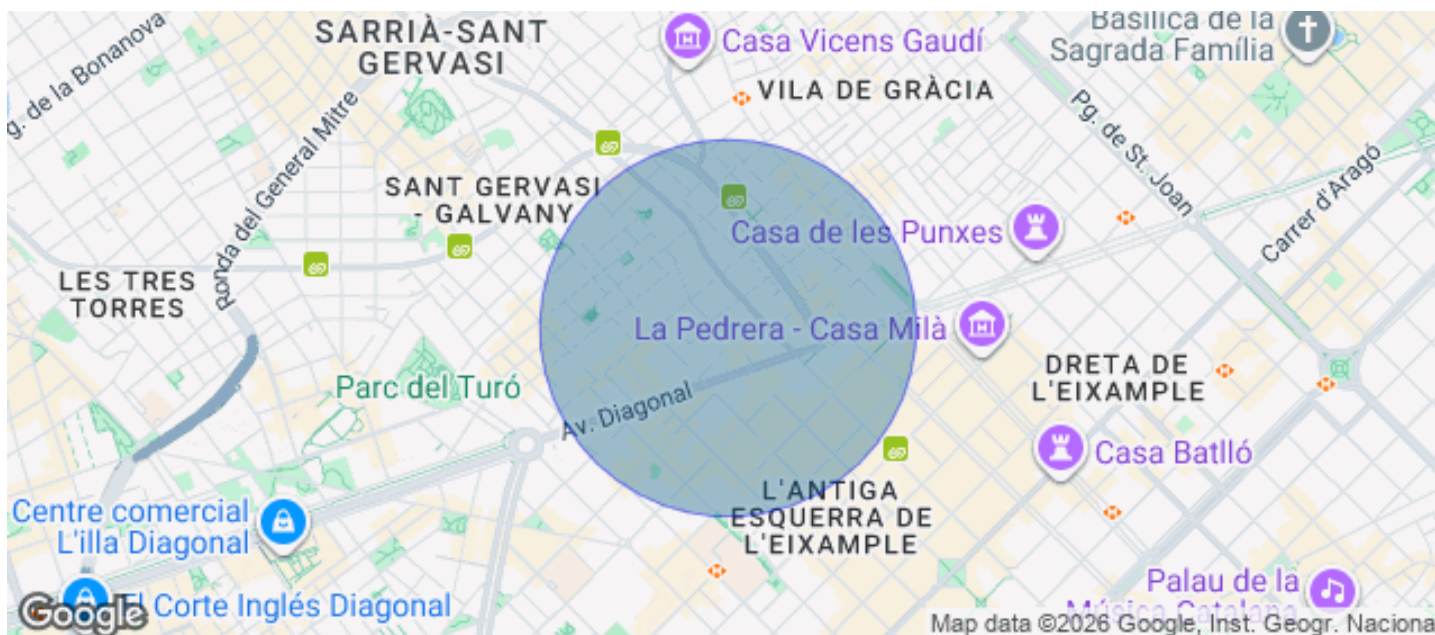 SARRIÀ-SANT
GERVASI
Casa Vicens Gaudí
Basílica de la
Sagrada Família
g. de la Bonanova
VILA DE GRÀCIA
Ronda del General Mitre
Pg. de St. Joan
Carrer d'Aragó
SANT GERVASI
- GALVANY
Casa de les Punxes
LES TRES
TORRES
La Pedrera - Casa Milà
Parc del Turó
DRETA DE
L'EIXAMPLE
Av. Diagonal
Casa Batlló
L'ANTIGA
ESQUERRA DE
L'EIXAMPLE
Centre comercial
L'illa Diagonal
El Corte Inglés Diagonal
Palau de la
Música Catalana
Google
Map data ©2026 Google, Inst. Geogr. Naciona